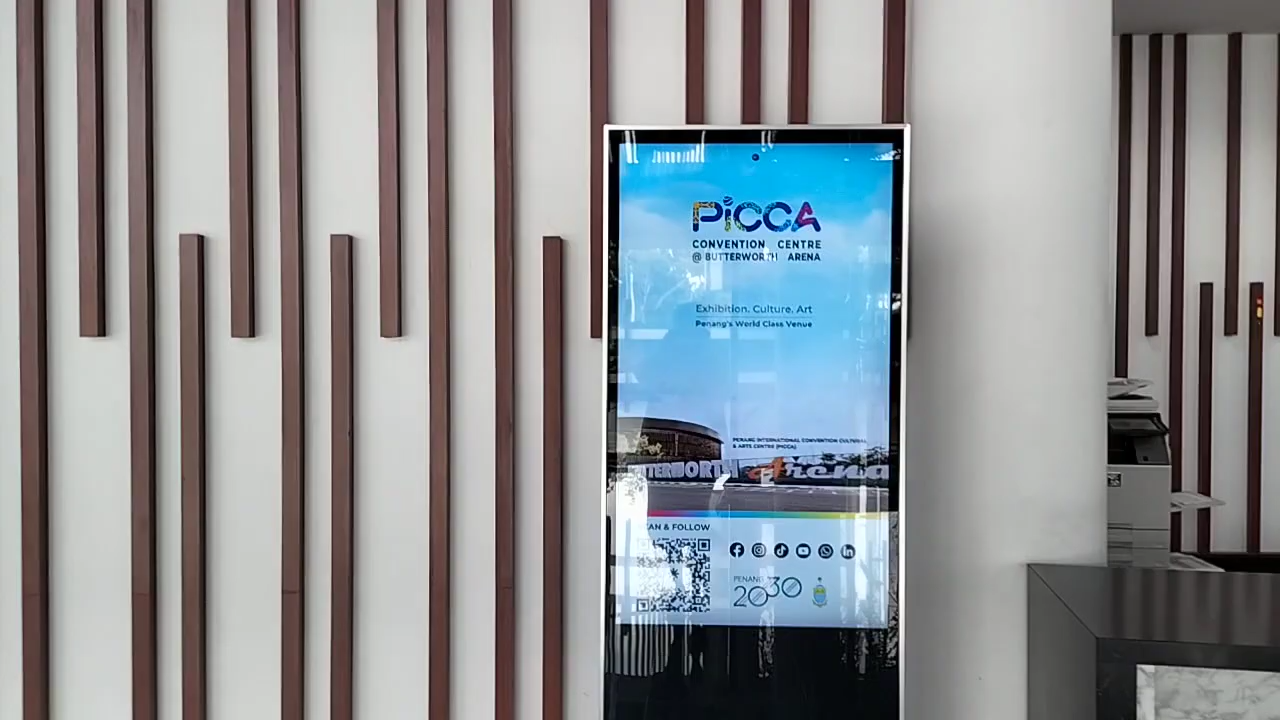 PiCCA
CONVENTION CENTRE
@ BUTTERWORTH ARENA
Exhibition. Culture. Art
Penang's World Class Venue
PENANG INTERNATIONAL CONVENTION CULTURAL
& ARTS CENTRE (PICCA)
BUTTERWORTH Arena
& FOLLOW
PENANG
2030